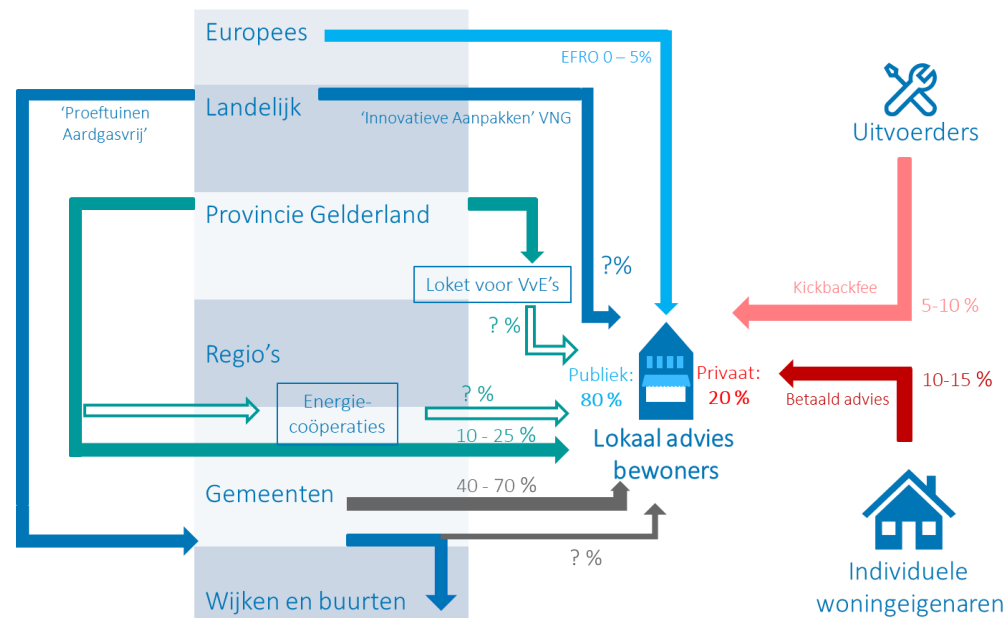 Europees
EFRO 0 – 5%
Landelijk
‘Proeftuinen
Aardgasvrij’
‘Innovatieve Aanpakken’ VNG
Uitvoerders
Provincie Gelderland
?%
Loket voor VvE’s
Kickbackfee
5-10 %
? %
Regio’s
Publiek:
80 %
Privaat:
20 %
10-15 %
Betaald advies
Energie-
coöperaties
? %
10 - 25 %
Lokaal advies
bewoners
Gemeenten
40 - 70 %
? %
Individuele
woningeigenaren
Wijken en buurten